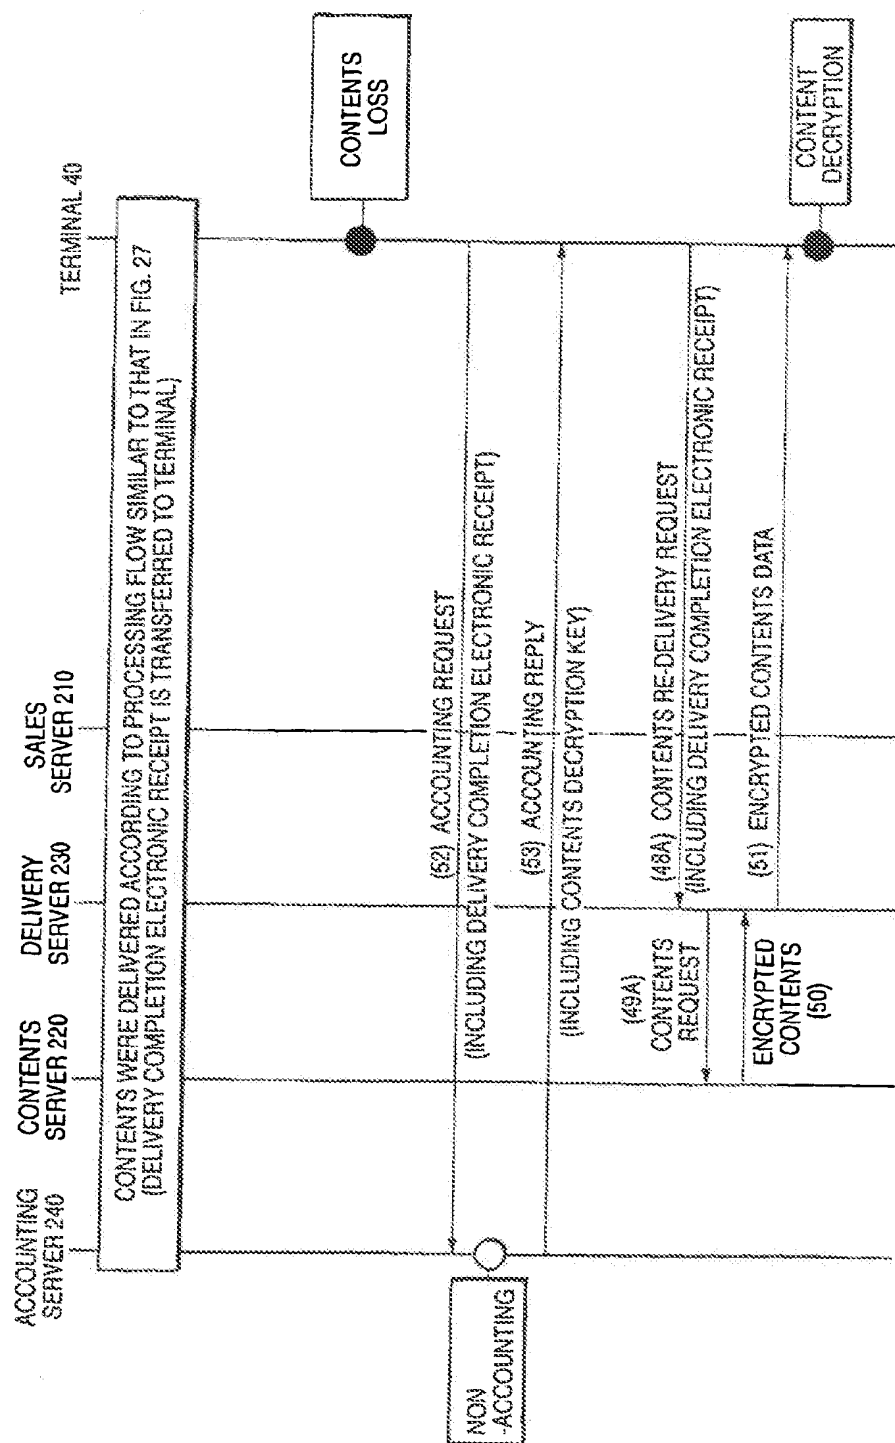 ACCOUNTING
SERVER 240
CONTENTS
SERVER 220
DELIVERY
SERVER 230
SALES
SERVER 210
TERMINAL 40
CONTENTS WERE DELIVERED ACCORDING TO PROCESSING FLOW SIMILAR TO THAT IN FIG. 27
(DELIVERY COMPLETION ELECTRONIC RECEIPT IS TRANSFERRED TO TERMINAL)
CONTENTS
LOSS
(52) ACCOUNTING REQUEST
(INCLUDING DELIVERY COMPLETION ELECTRONIC RECEIPT)
NON
-ACCOUNTING
(53) ACCOUNTING REPLY
(INCLUDING CONTENTS DECRYPTION KEY)
(48A) CONTENTS RE-DELIVERY REQUEST
(INCLUDING DELIVERY COMPLETION ELECTRONIC RECEIPT)
(49A)
CONTENTS
REQUEST
ENCRYPTED
CONTENTS
(50)
(51) ENCRYPTED CONTENTS DATA
CONTENT
DECRYPTION